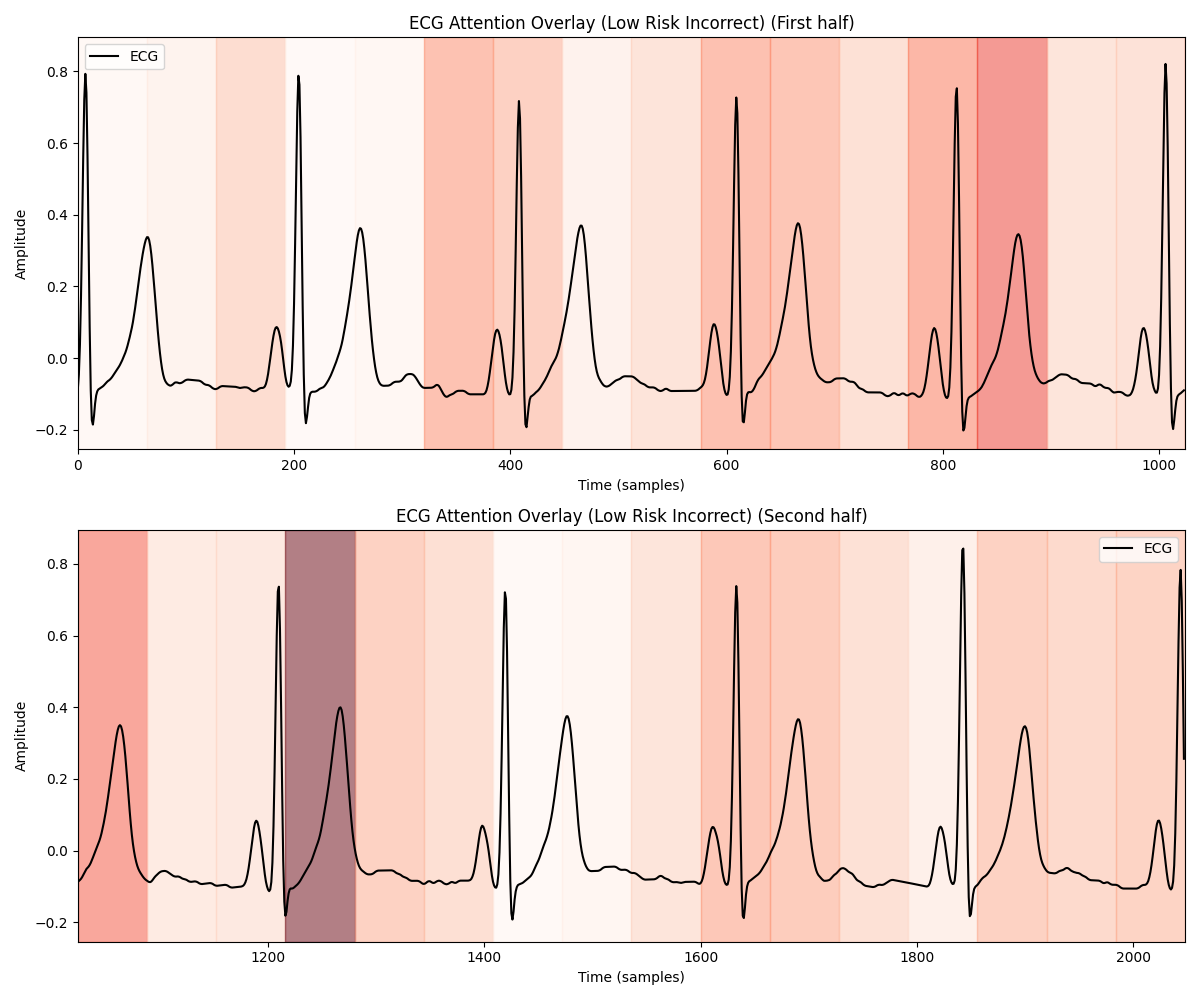 ECG Attention Overlay (Low Risk Incorrect) (First half)
ECG
Amplitude
0.8
0.6
0.4
0.2
0.0
−0.2
0 200 400 600 800 1000
Time (samples)
ECG Attention Overlay (Low Risk Incorrect) (Second half)
ECG
Amplitude
0.8
0.6
0.4
0.2
0.0
−0.2
1200 1400 1600 1800 2000
Time (samples)